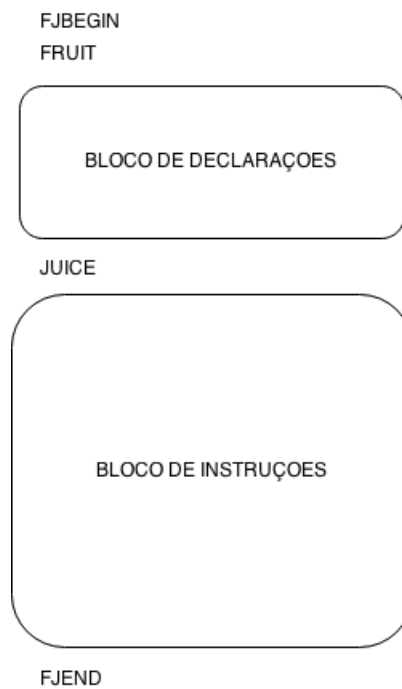 FJBEGIN
FRUIT
BLOCO DE DECLARAÇOES
JUICE
BLOCO DE INSTRUÇOES
FJEND